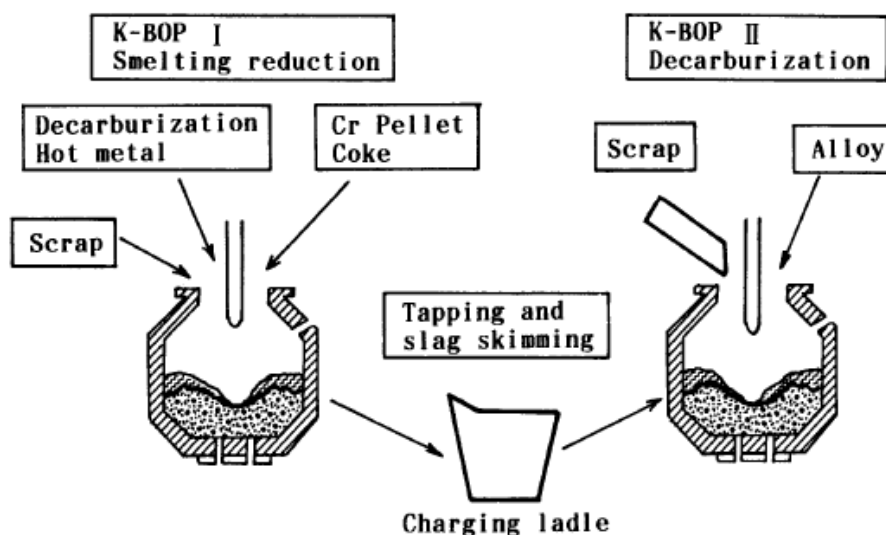 K-BOP Ⅰ
Smelting reduction
K-BOP Ⅱ
Decarburization
Decarburization
Hot metal
Cr Pellet
Coke
Scrap
Scrap
Alloy
Tapping and
slag skimming
Charging ladle